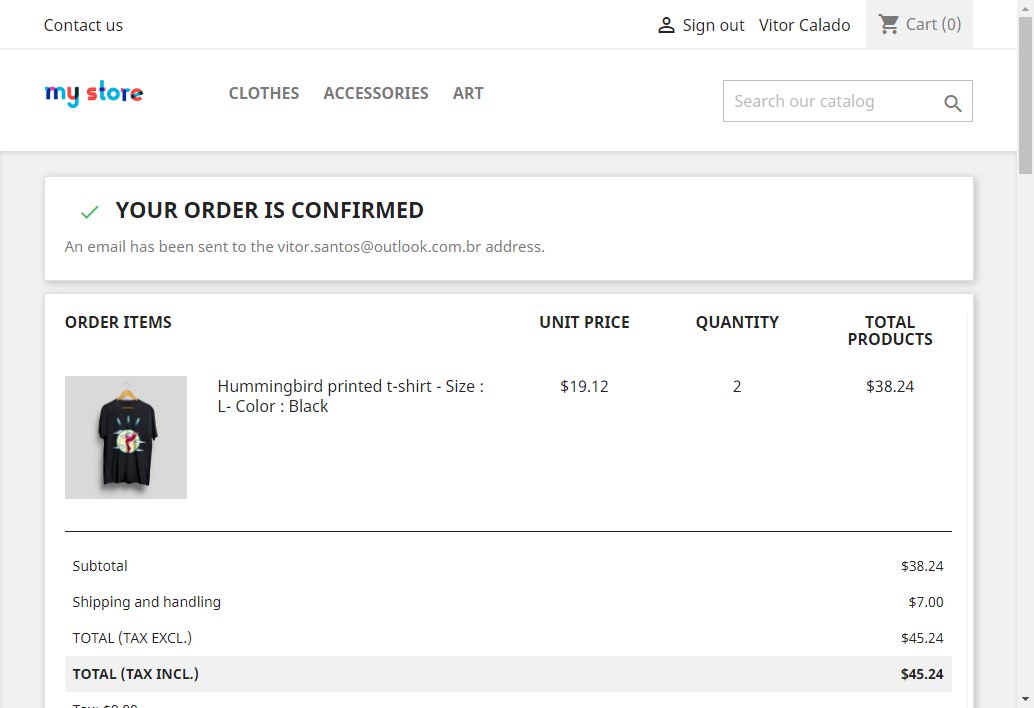 Contact us
Sign out Vitor Calado Cart (0)
my store
CLOTHES ACCESSORIES ART
Search our catalog
YOUR ORDER IS CONFIRMED
An email has been sent to the vitor.santos@outlook.com.br address.
ORDER ITEMS UNIT PRICE QUANTITY TOTAL
PRODUCTS
Hummingbird printed t-shirt - Size : $19.12 2 $38.24
L- Color : Black
Subtotal $38.24
Shipping and handling $7.00
TOTAL (TAX EXCL.) $45.24
TOTAL (TAX INCL.) $45.24
Tax: $0.00